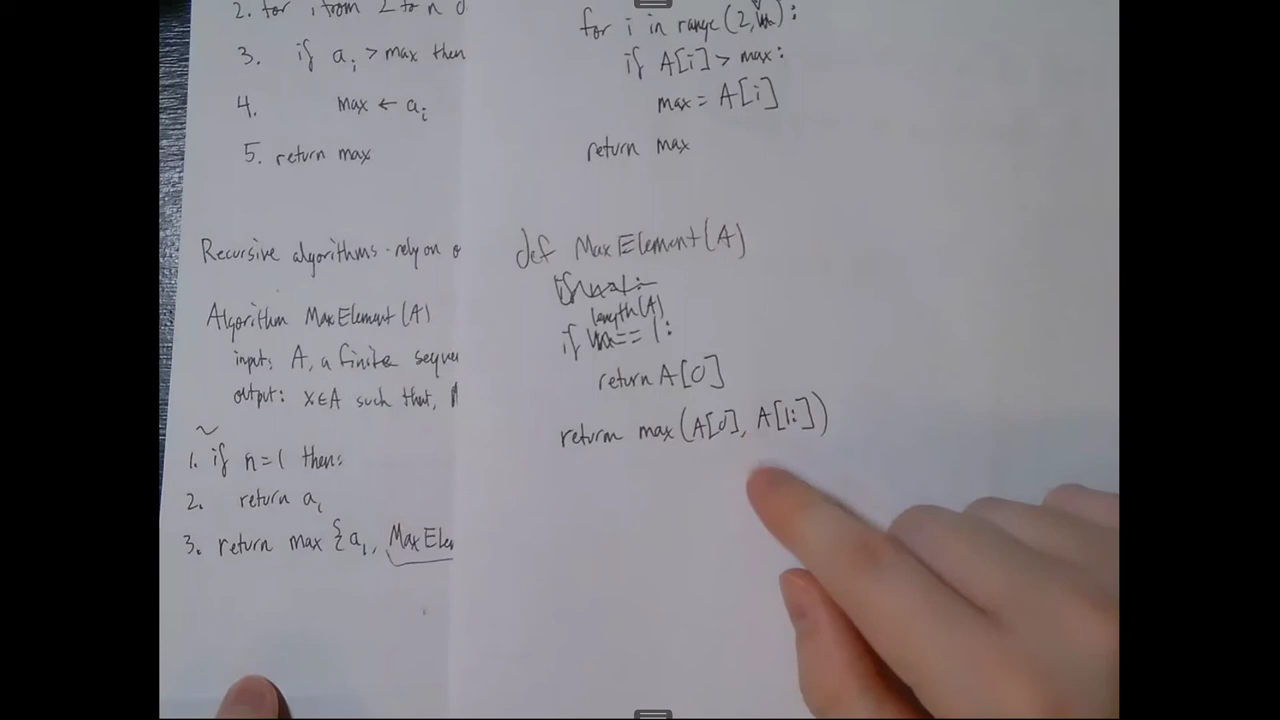 2. for i from 2 to n
3. if aᵢ > max then
4. max ← aᵢ
5. return max
Recursive algorithms - rely on
Algorithm MaxElement(A)
input: A, a finite seque
output: x∈A such that,
1. if n=1 then:
2. return a₁
3. return max {a₁, MaxElem
for i in range(2,
if A[i] > max:
max = A[i]
return max
def MaxElement(A)
length(A)
if == 1:
return A[0]
return max(A[0], A[1:])